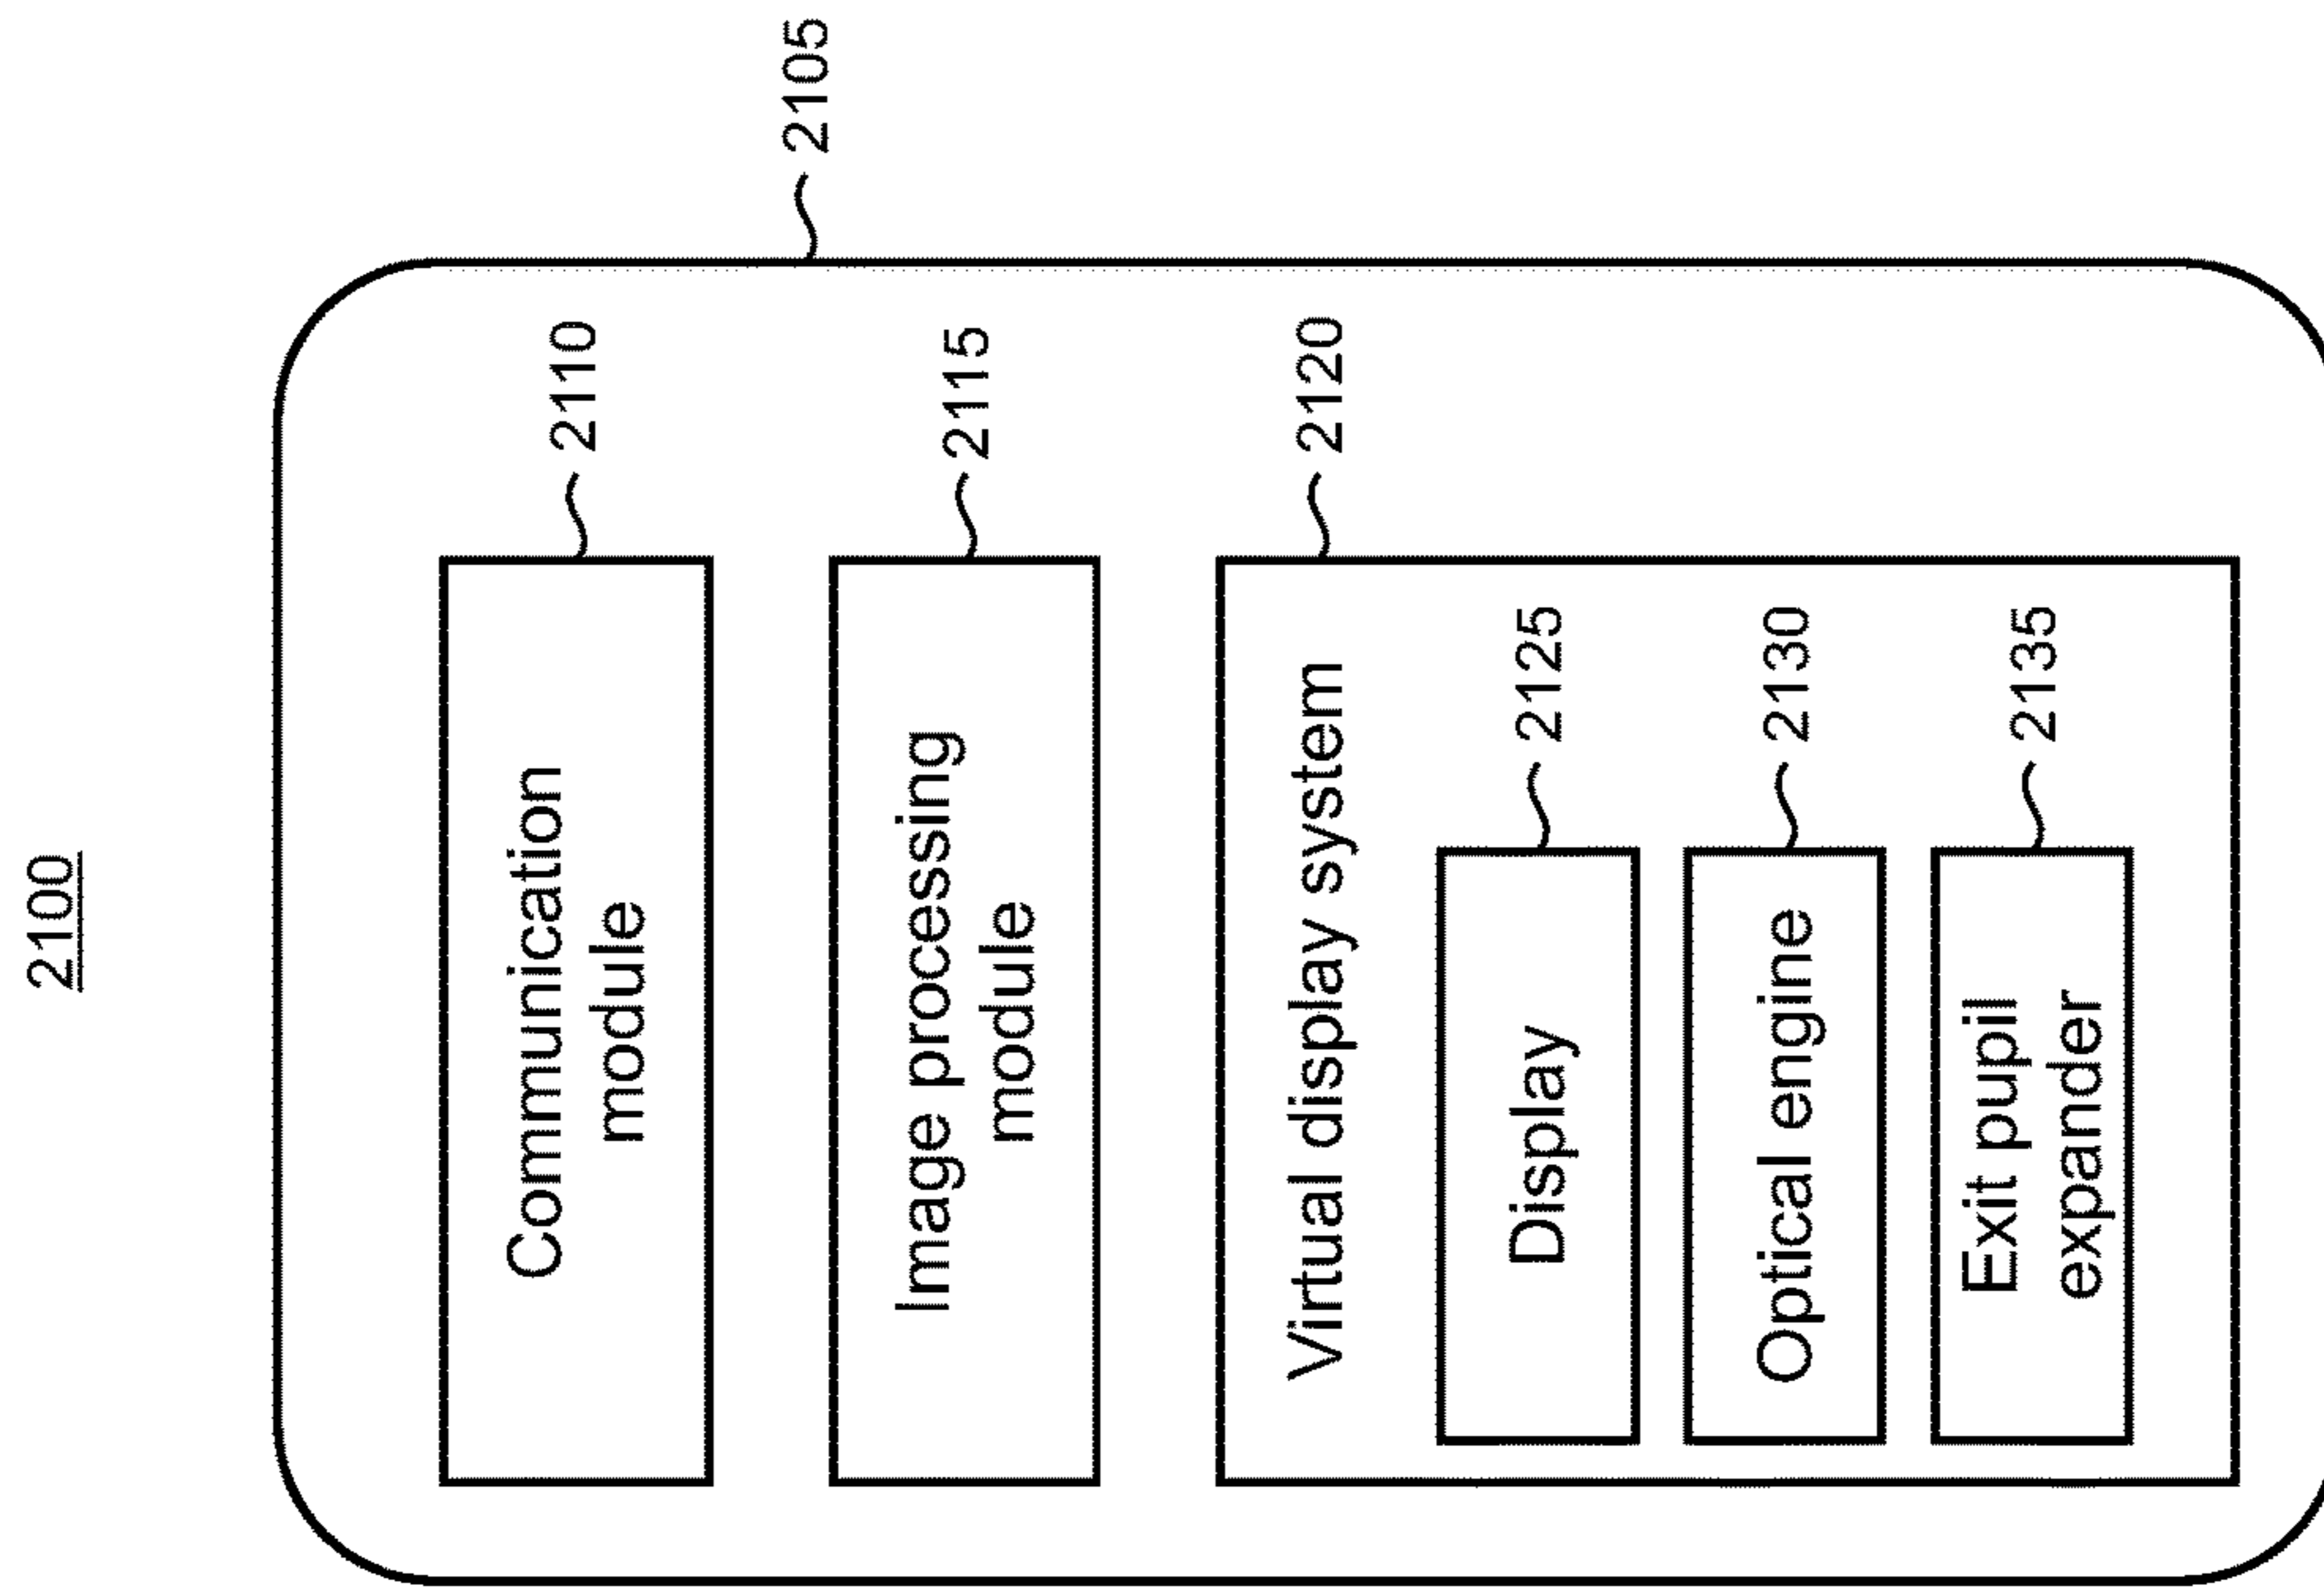 2100
2105
Communication
module
2110
Image processing
module
2115
Virtual display system
2120
Display
2125
Optical engine
2130
Exit pupil
expander
2135